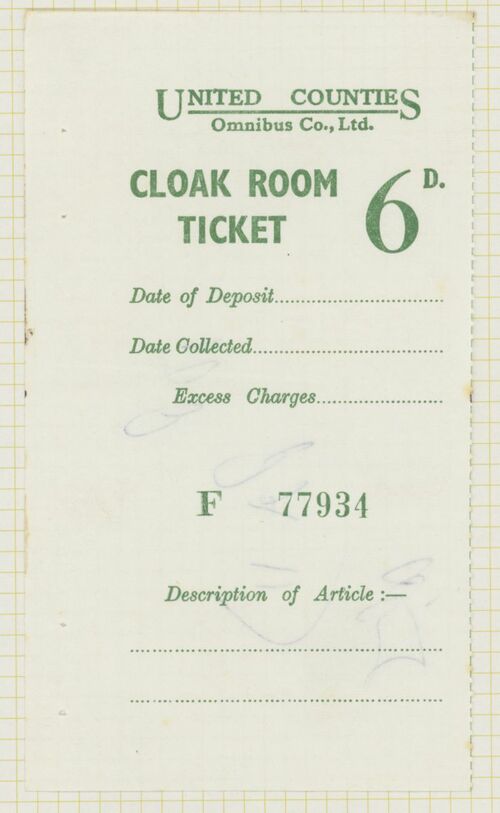 UNITED COUNTIES
Omnibus Co., Ltd.
CLOAK ROOM
TICKET
6D.
Date of Deposit
Date Collected
Excess Charges
F 77934
Description of Article :—